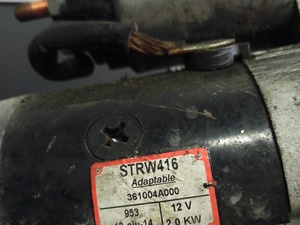 STRW416
Adaptable
361004A000
953 12 V
2.0 KW